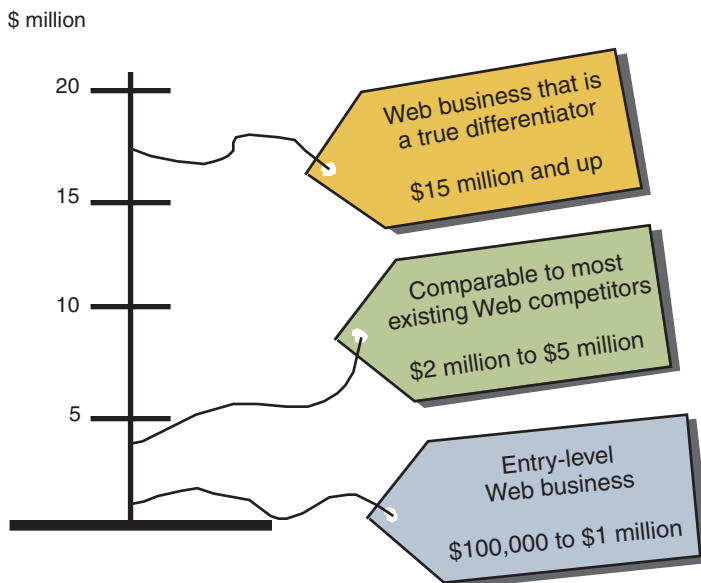 $ million
20
Web business that is
a true differentiator
$15 million and up
15
Comparable to most
existing Web competitors
$2 million to $5 million
10
5
Entry-level
Web business
$100,000 to $1 million